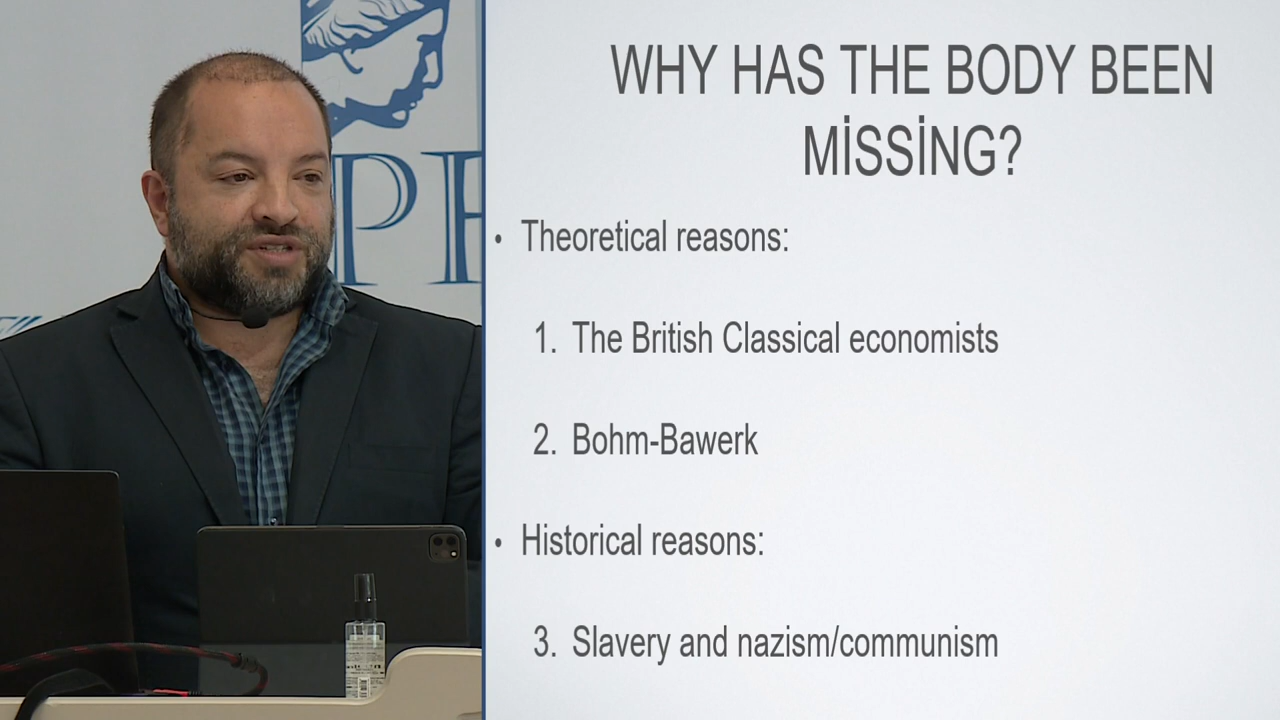 PF
WHY HAS THE BODY BEEN
MİSSİNG?
• Theoretical reasons:
1. The British Classical economists
2. Bohm-Bawerk
• Historical reasons:
3. Slavery and nazism/communism